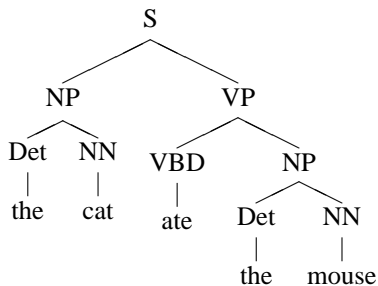 S
NP VP
Det NN VBD NP
the cat ate Det NN
the mouse